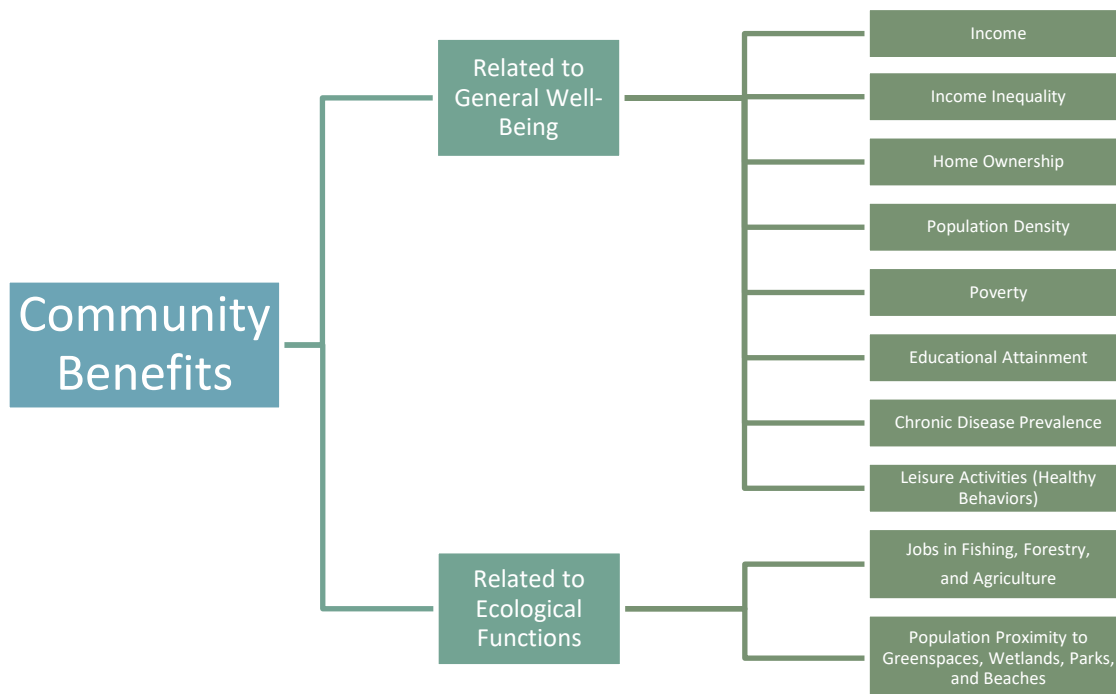 Community
Benefits
Related to
General Well-
Being
Income
Income Inequality
Home Ownership
Population Density
Poverty
Educational Attainment
Chronic Disease Prevalence
Leisure Activities (Healthy
Behaviors)
Related to
Ecological
Functions
Jobs in Fishing, Forestry,
and Agriculture
Population Proximity to
Greenspaces, Wetlands, Parks,
and Beaches